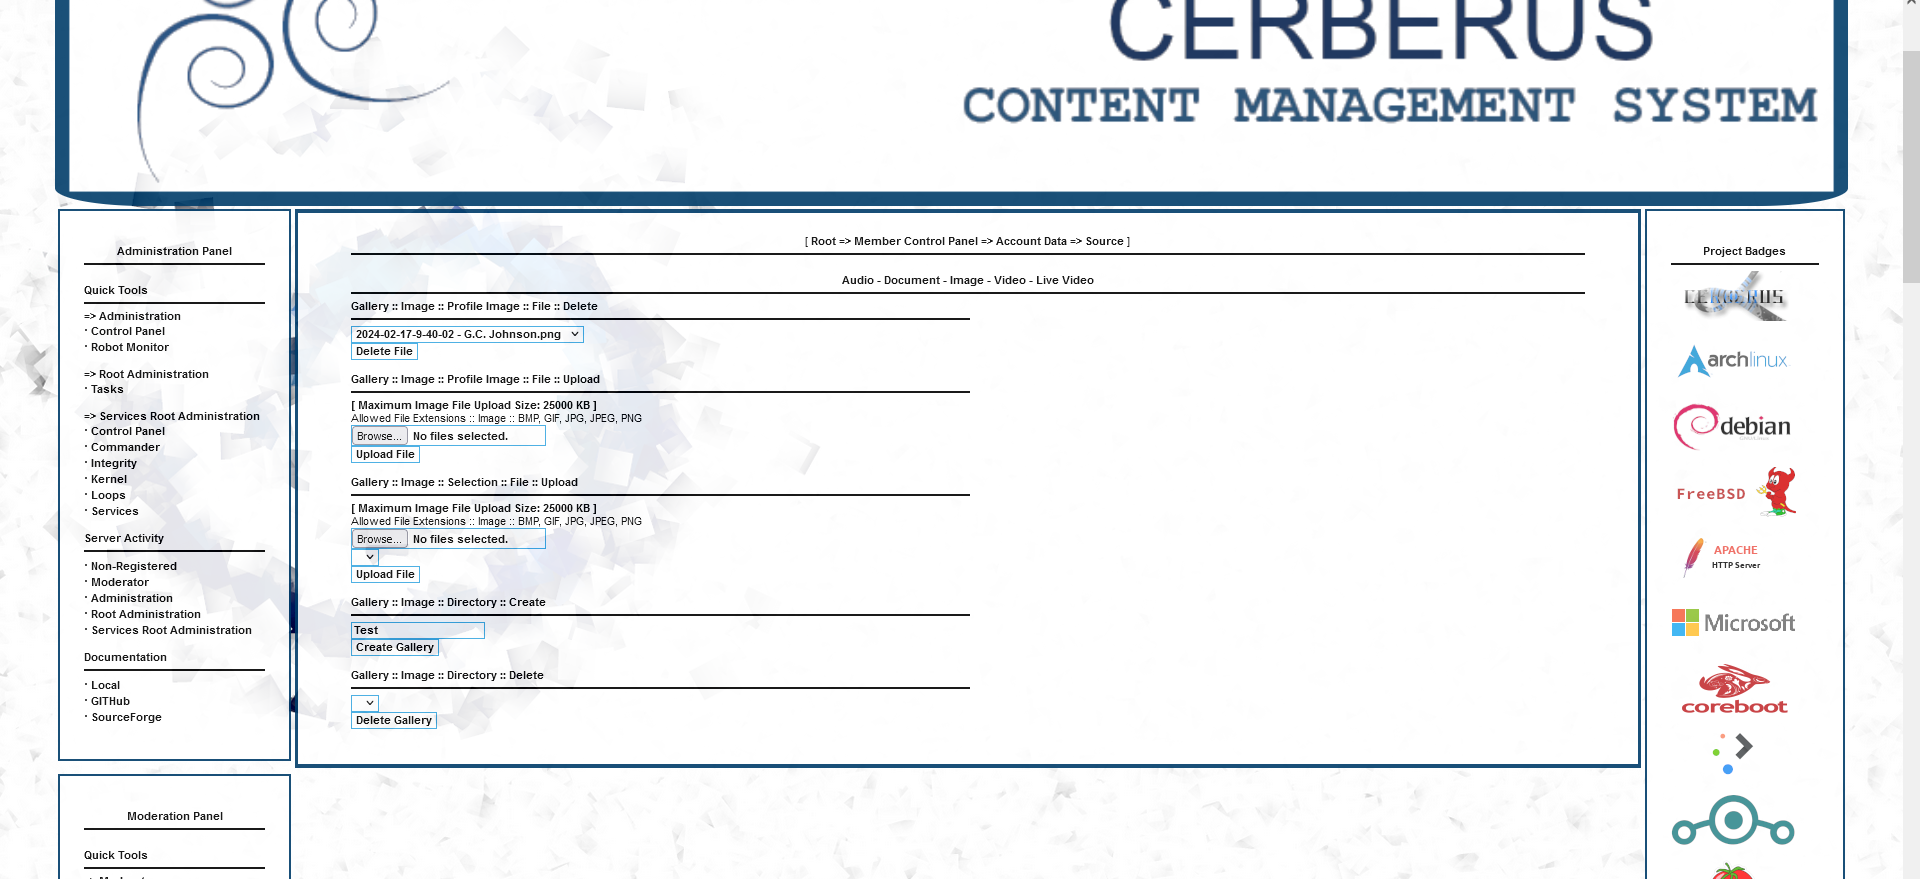 CERBERUS
CONTENT MANAGEMENT SYSTEM
Administration Panel
Quick Tools
=> Administration
· Control Panel
· Robot Monitor
=> Root Administration
· Tasks
=> Services Root Administration
· Control Panel
· Commander
· Integrity
· Kernel
· Loops
· Services
Server Activity
· Non-Registered
· Moderator
· Administration
· Root Administration
· Services Root Administration
Documentation
· Local
· GITHub
· SourceForge
Moderation Panel
Quick Tools
[ Root => Member Control Panel => Account Data => Source ]
Audio - Document - Image - Video - Live Video
Gallery :: Image :: Profile Image :: File :: Delete
2024-02-17-9-40-02 - G.C. Johnson.png
Delete File
Gallery :: Image :: Profile Image :: File :: Upload
[ Maximum Image File Upload Size: 25000 KB ]
Allowed File Extensions :: Image :: BMP, GIF, JPG, JPEG, PNG
Browse... No files selected.
Upload File
Gallery :: Image :: Selection :: File :: Upload
[ Maximum Image File Upload Size: 25000 KB ]
Allowed File Extensions :: Image :: BMP, GIF, JPG, JPEG, PNG
Browse... No files selected.
Upload File
Gallery :: Image :: Directory :: Create
Test
Create Gallery
Gallery :: Image :: Directory :: Delete
Delete Gallery
Project Badges
CERBERUS
archlinux
debian
FreeBSD
APACHE
HTTP Server
Microsoft
coreboot